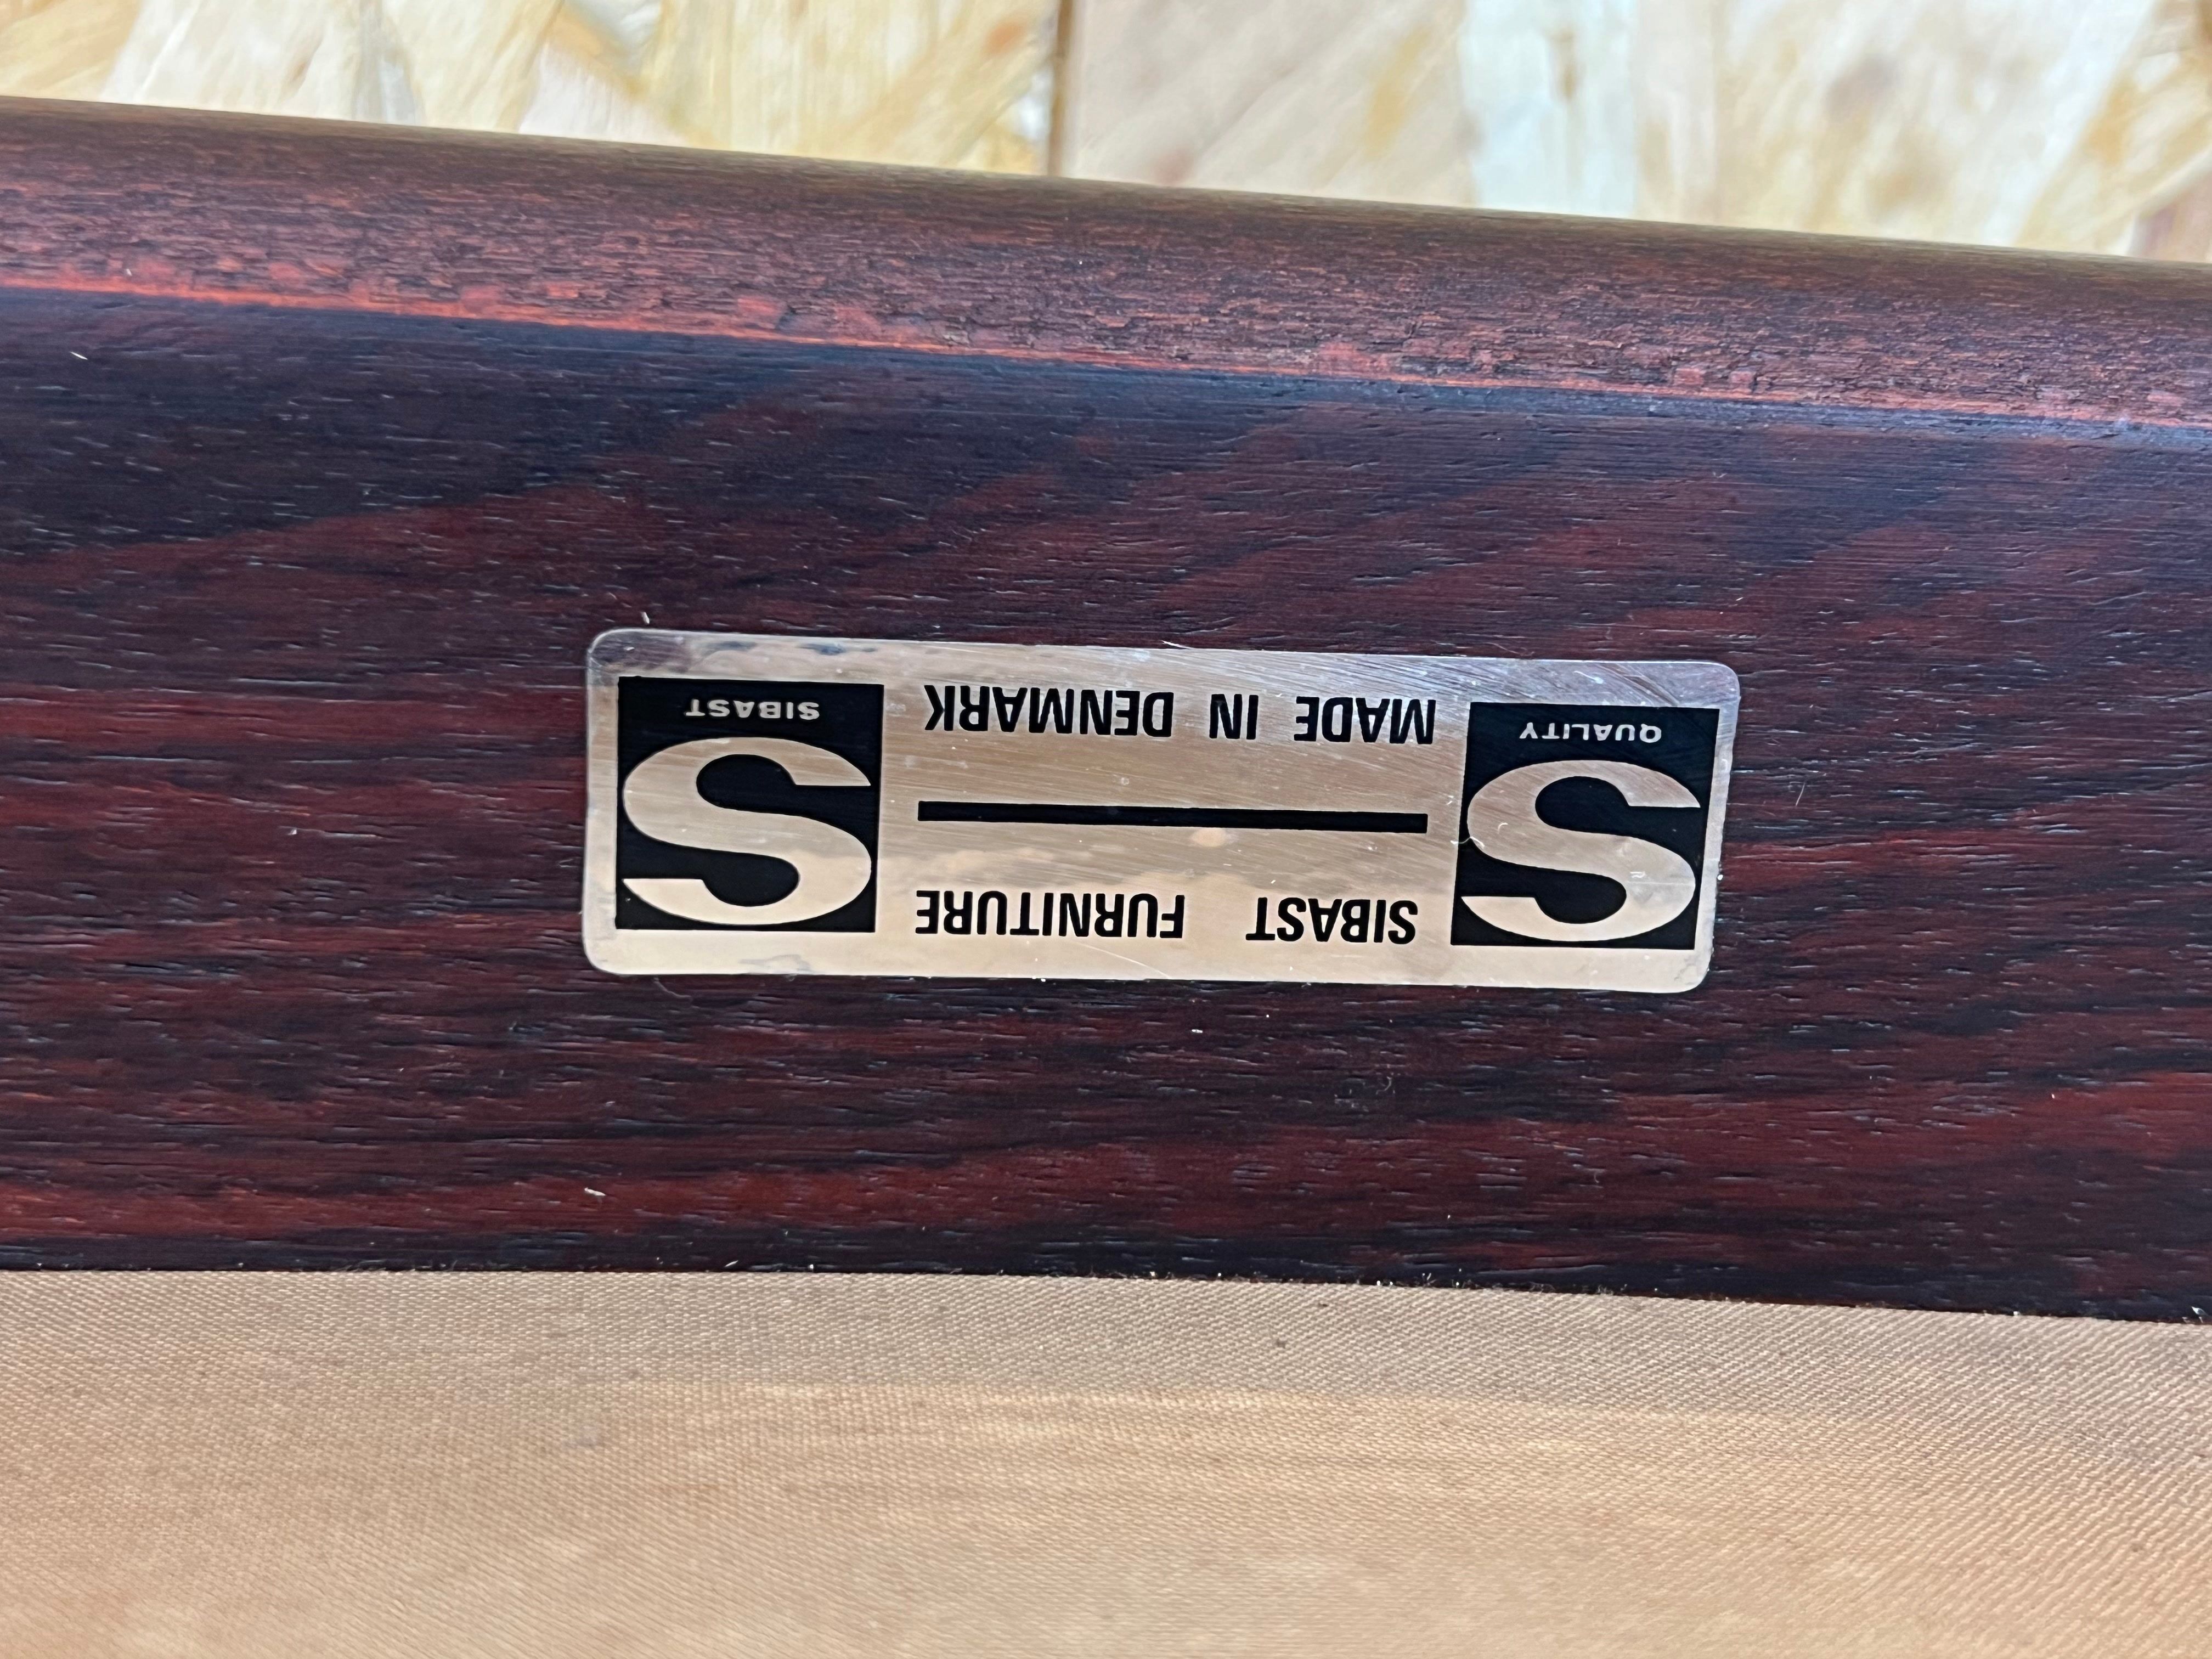 S SIBAST FURNITURE S
QUALITY MADE IN DENMARK SIBAST